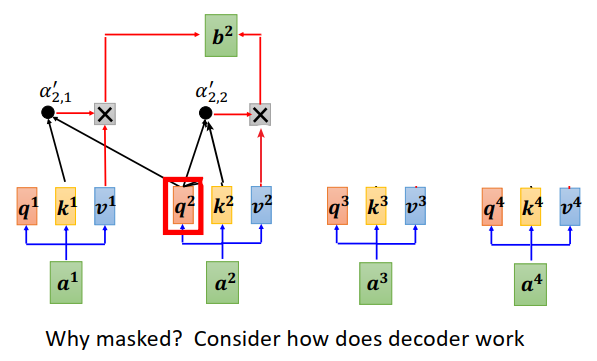 b²
α′₂,₁ α′₂,₂
q¹ k¹ v¹ q² k² v² q³ k³ v³ q⁴ k⁴ v⁴
a¹ a² a³ a⁴
Why masked? Consider how does decoder work